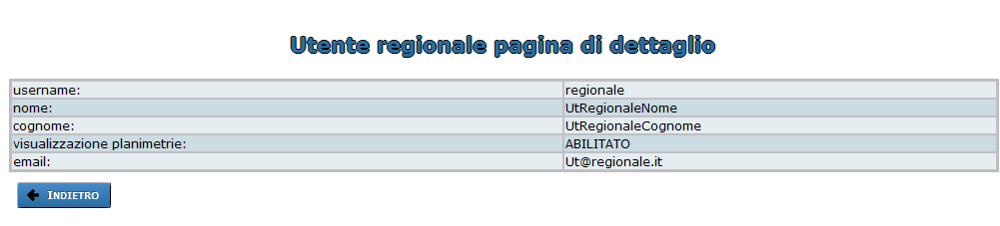 Utente regionale pagina di dettaglio
username: regionale
nome: UtRegionaleNome
cognome: UtRegionaleCognome
visualizzazione planimetrie: ABILITATO
email: Ut@regionale.it
INDIETRO